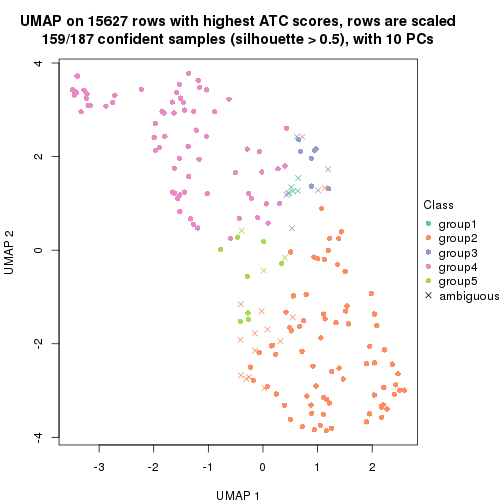 UMAP on 15627 rows with highest ATC scores, rows are scaled
159/187 confident samples (silhouette > 0.5), with 10 PCs
4
2
0
-2
-4
UMAP 2
-3
-2
-1
0
1
2
UMAP 1
Class
group1
group2
group3
group4
group5
ambiguous